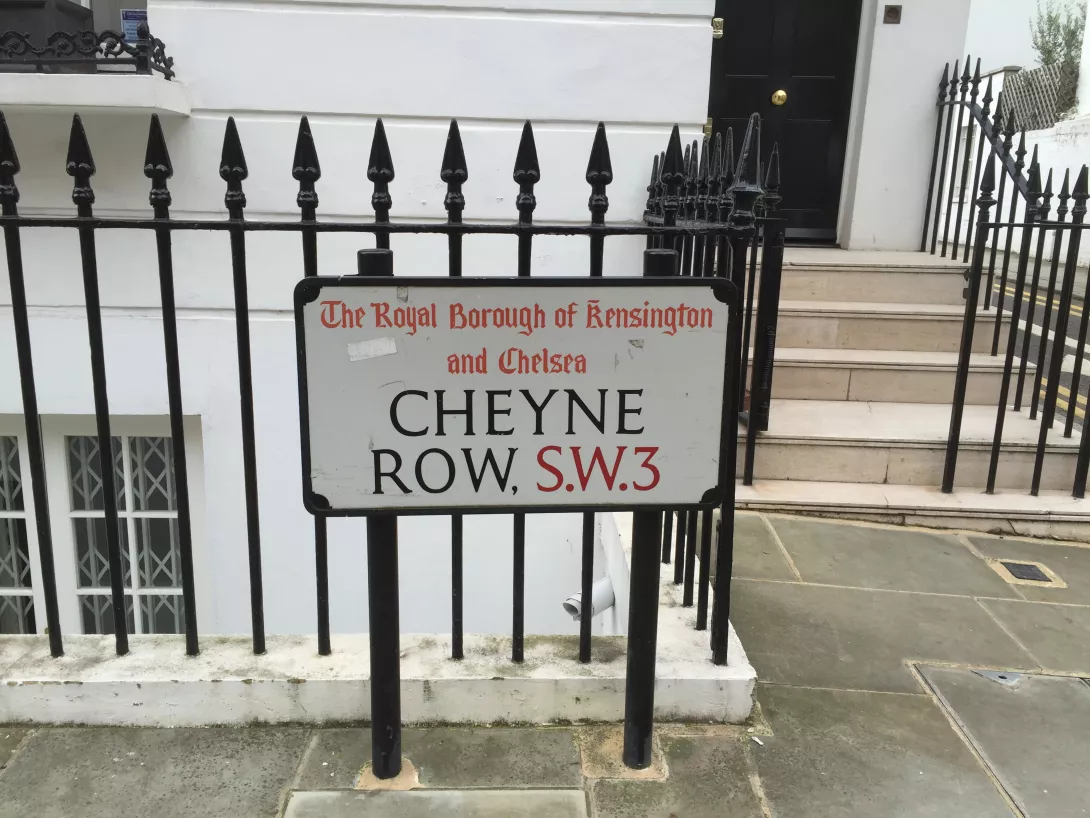 The Royal Borough of Kensington
and Chelsea
CHEYNE
ROW, S.W.3